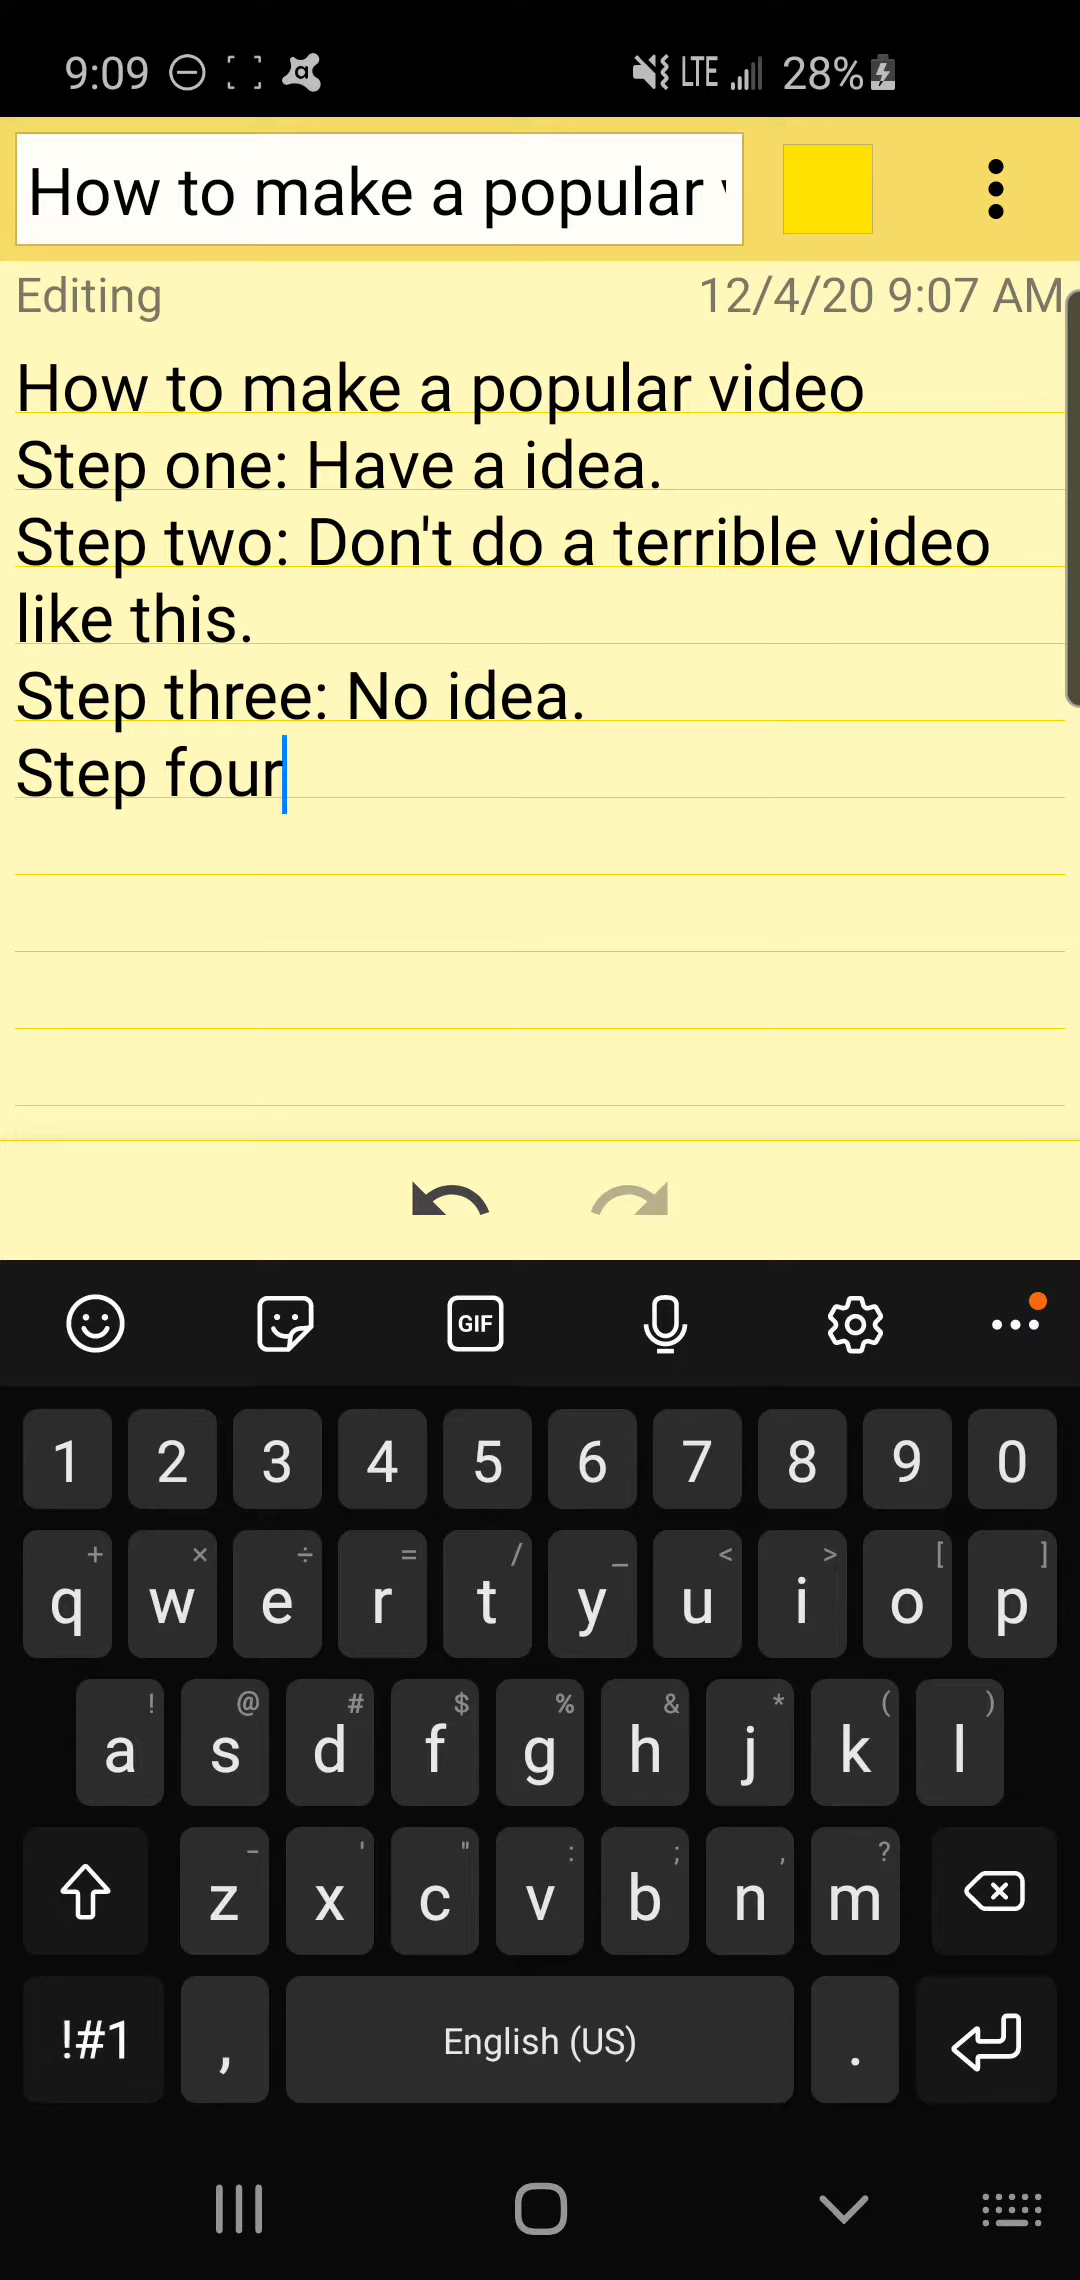 9:09 LTE 28%
How to make a popular
Editing 12/4/20 9:07 AM
How to make a popular video
Step one: Have a idea.
Step two: Don't do a terrible video
like this.
Step three: No idea.
Step four
GIF
1 2 3 4 5 6 7 8 9 0
+ × ÷ = / _ < > [ ]
q w e r t y u i o p
! @ # $ % & * ( )
a s d f g h j k l
- ' " : ; , ?
z x c v b n m
!#1 , English (US) .